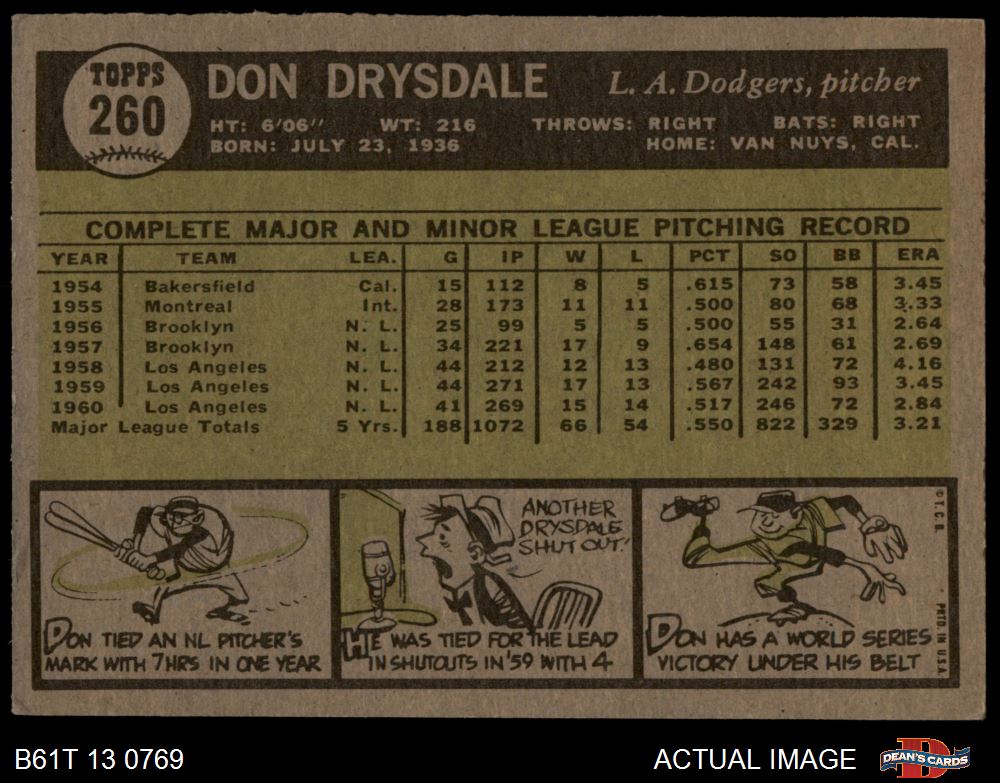 TOPPS
260
DON DRYSDALE
L. A. Dodgers, pitcher
HT: 6'06" WT: 216 THROWS: RIGHT BATS: RIGHT
BORN: JULY 23, 1936 HOME: VAN NUYS, CAL.
COMPLETE MAJOR AND MINOR LEAGUE PITCHING RECORD
YEAR TEAM LEA. G IP W L PCT SO BB ERA
1954 Bakersfield Cal. 15 112 8 5 .615 73 58 3.45
1955 Montreal Int. 28 173 11 11 .500 80 68 3.33
1956 Brooklyn N. L. 25 99 5 5 .500 55 31 2.64
1957 Brooklyn N. L. 34 221 17 9 .654 148 61 2.69
1958 Los Angeles N. L. 44 212 12 13 .480 131 72 4.16
1959 Los Angeles N. L. 44 271 17 13 .567 242 93 3.45
1960 Los Angeles N. L. 41 269 15 14 .517 246 72 2.84
Major League Totals 5 Yrs. 188 1072 66 54 .550 822 329 3.21
DON TIED AN NL PITCHER'S
MARK WITH 7HRS IN ONE YEAR
ANOTHER
DRYSDALE
SHUT OUT!
HE WAS TIED FOR THE LEAD
IN SHUTOUTS IN '59 WITH 4
DON HAS A WORLD SERIES
VICTORY UNDER HIS BELT
© T. C. G. PRTD. IN U.S.A.
B61T 13 0769
ACTUAL IMAGE
DEAN'S CARDS